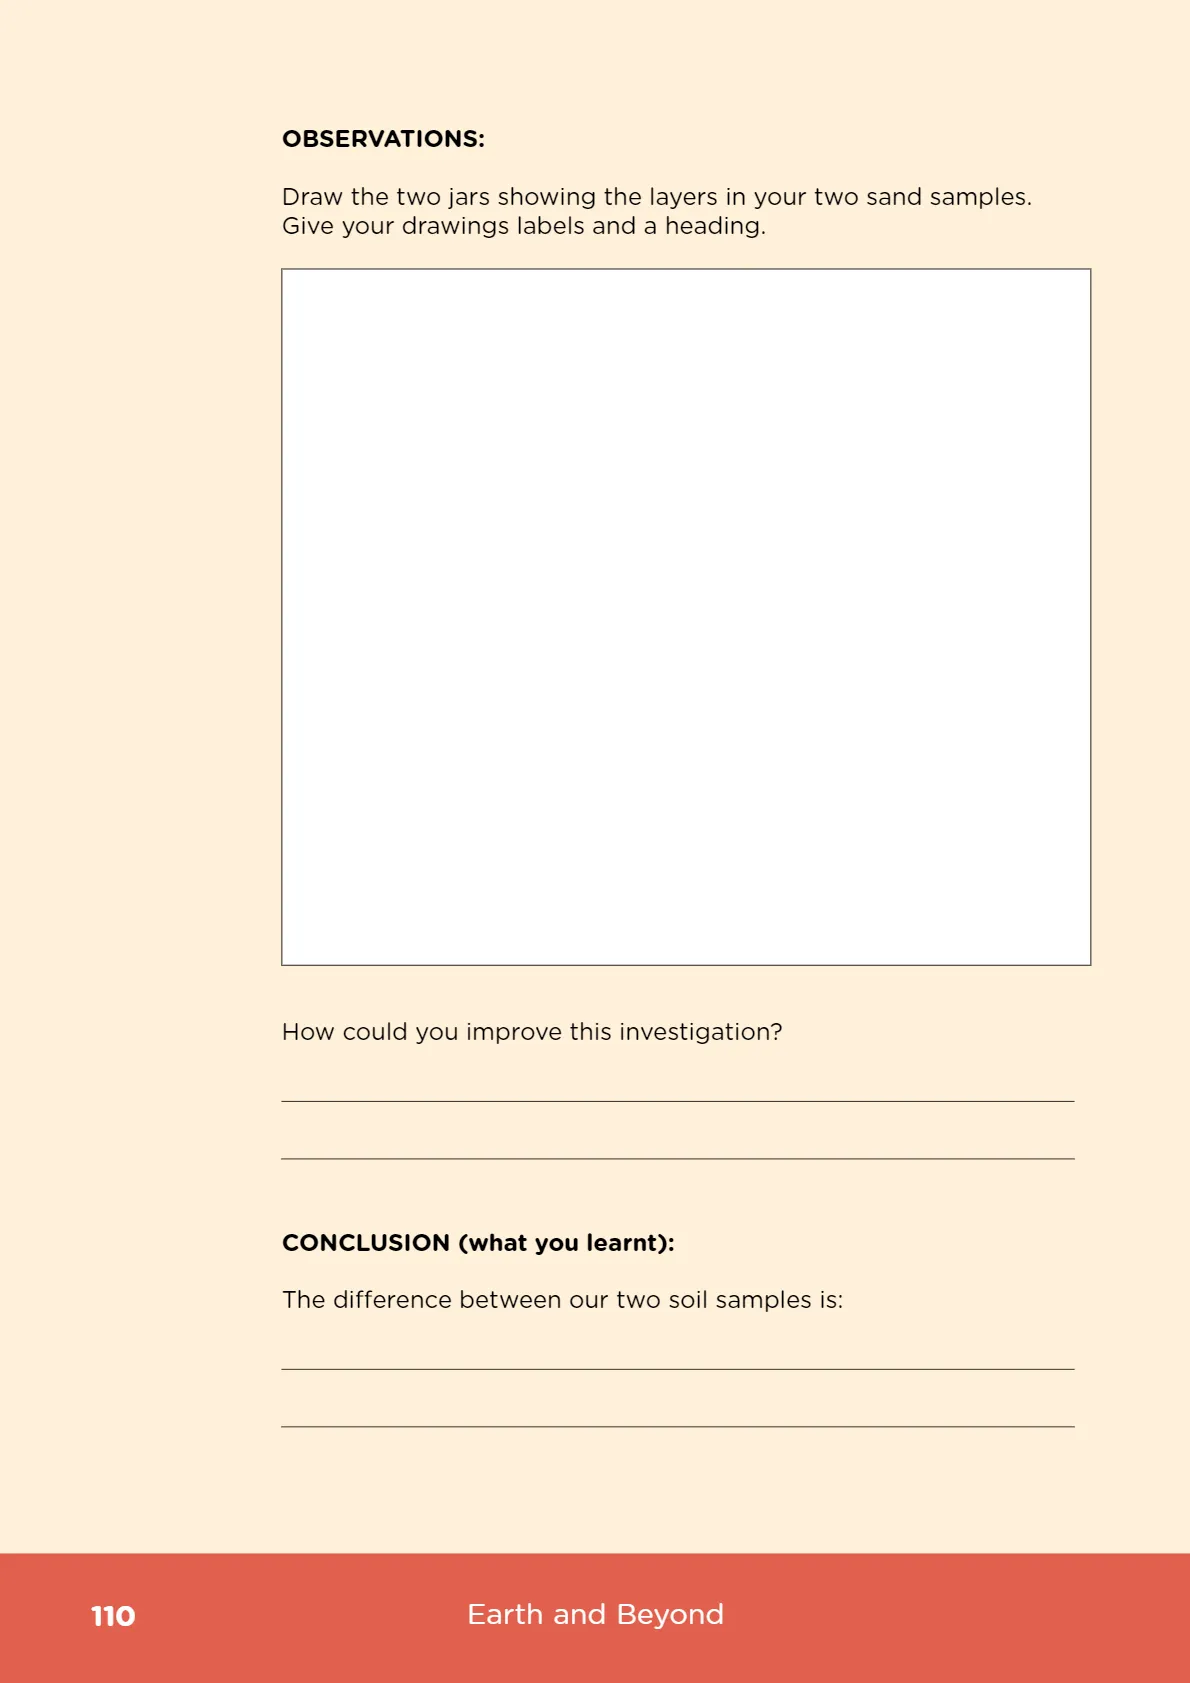 OBSERVATIONS:
Draw the two jars showing the layers in your two sand samples.
Give your drawings labels and a heading.
How could you improve this investigation?
CONCLUSION (what you learnt):
The difference between our two soil samples is:
110
Earth and Beyond